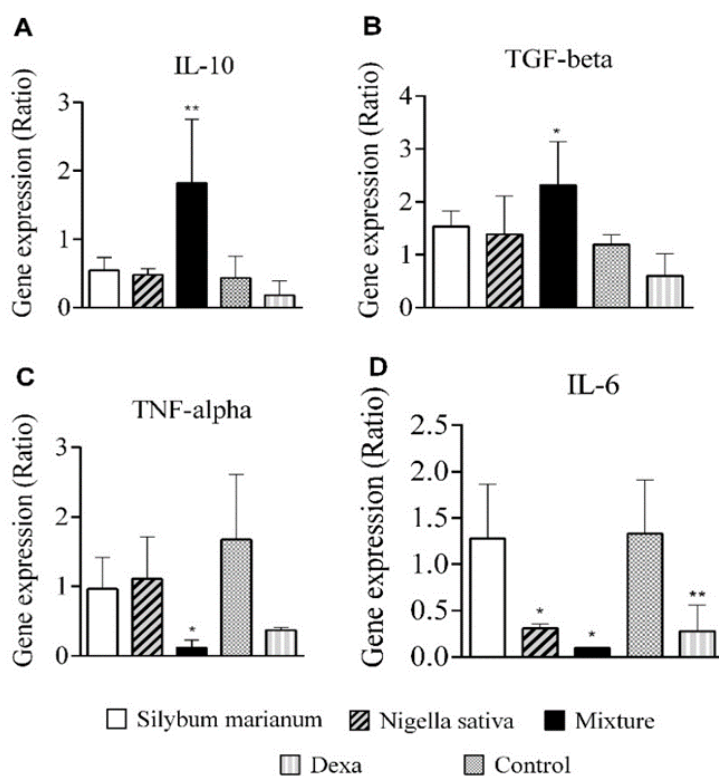 A
IL-10
Gene expression (Ratio)
3
2
1
0
**
B
TGF-beta
Gene expression (Ratio)
4
3
2
1
0
*
C
TNF-alpha
Gene expression (Ratio)
3
2
1
0
*
D
IL-6
Gene expression (Ratio)
2.5
2.0
1.5
1.0
0.5
0.0
*
*
**
Silybum marianum
Nigella sativa
Mixture
Dexa
Control